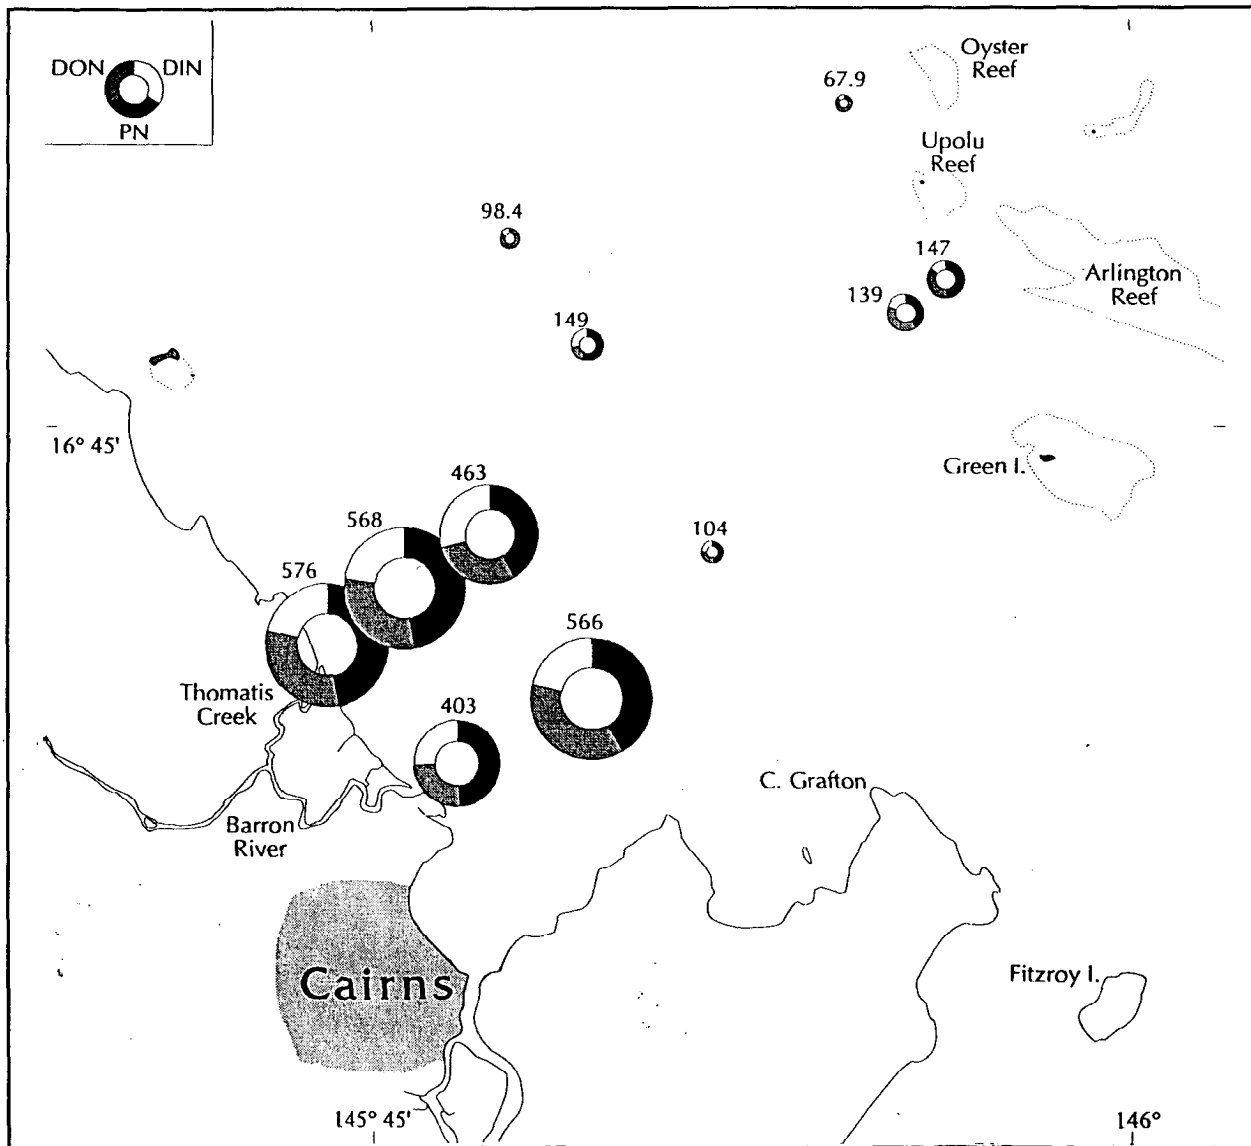 DON DIN
PN
Oyster
Reef
67.9
Upolu
Reef
98.4
147
139
Arlington
Reef
149
16° 45'
463
Green I.
568
104
576
566
Thomatis
Creek
403
C. Grafton
Barron
River
Cairns
Fitzroy I.
145° 45'
146°